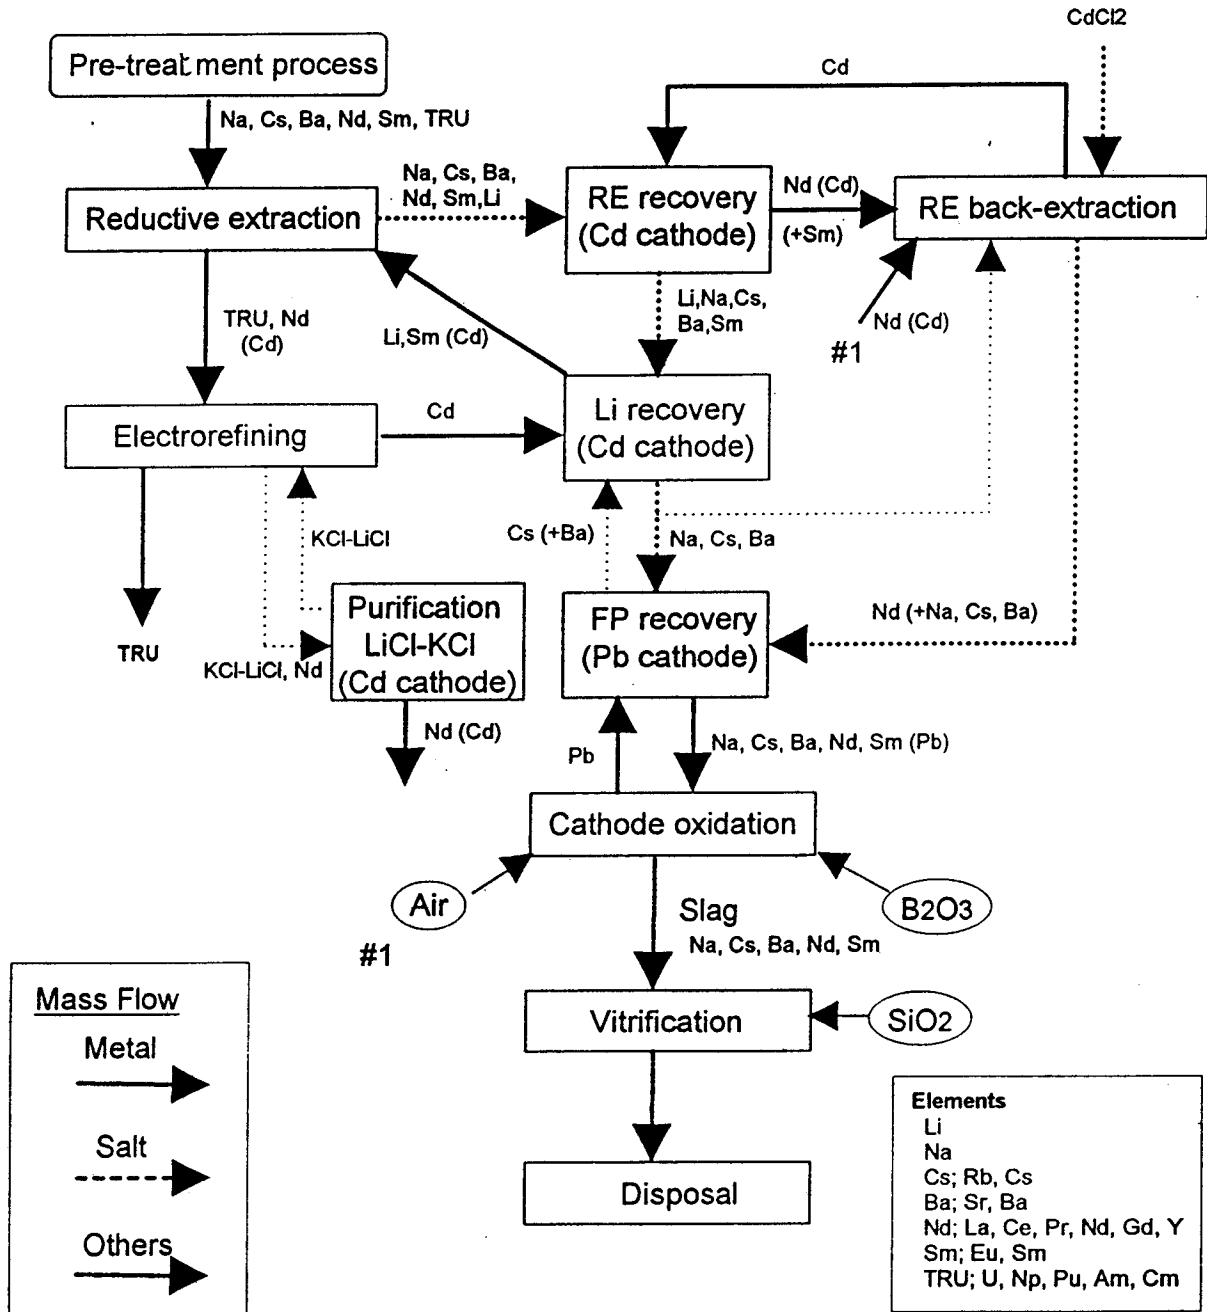 CdCl2
Pre-treatment process
Cd
Na, Cs, Ba, Nd, Sm, TRU
Na, Cs, Ba,
Nd, Sm,Li
Reductive extraction
RE recovery
(Cd cathode)
Nd (Cd)
(+Sm)
RE back-extraction
TRU, Nd
(Cd)
Li,Sm (Cd)
Li,Na,Cs,
Ba,Sm
Nd (Cd)
#1
Electrorefining
Cd
Li recovery
(Cd cathode)
KCl-LiCl
Cs (+Ba)
Na, Cs, Ba
TRU
KCl-LiCl, Nd
Purification
LiCl-KCl
(Cd cathode)
FP recovery
(Pb cathode)
Nd (+Na, Cs, Ba)
Nd (Cd)
Pb
Na, Cs, Ba, Nd, Sm (Pb)
Cathode oxidation
Air
#1
Slag
Na, Cs, Ba, Nd, Sm
B2O3
Vitrification
SiO2
Disposal
Mass Flow
Metal
Salt
Others
Elements
Li
Na
Cs; Rb, Cs
Ba; Sr, Ba
Nd; La, Ce, Pr, Nd, Gd, Y
Sm; Eu, Sm
TRU; U, Np, Pu, Am, Cm